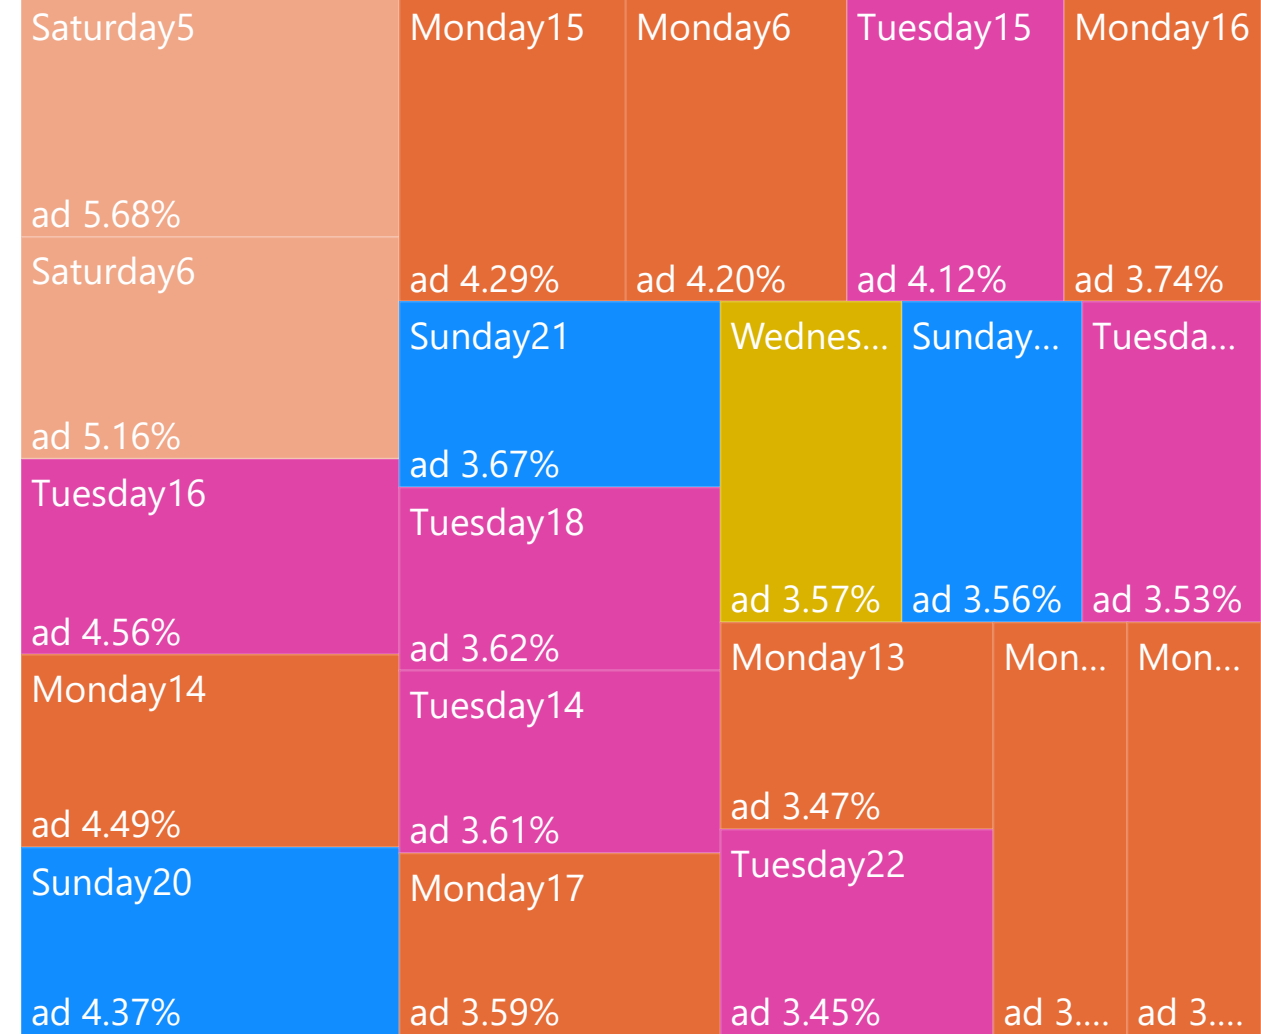 Saturday5
ad 5.68%
Saturday6
ad 5.16%
Tuesday16
ad 4.56%
Monday14
ad 4.49%
Sunday20
ad 4.37%
Monday15
ad 4.29%
Monday6
ad 4.20%
Tuesday15
ad 4.12%
Monday16
ad 3.74%
Sunday21
ad 3.67%
Tuesday18
ad 3.62%
Tuesday14
ad 3.61%
Monday17
ad 3.59%
Wednes...
ad 3.57%
Sunday...
ad 3.56%
Tuesda...
ad 3.53%
Monday13
ad 3.47%
Tuesday22
ad 3.45%
Mon...
ad 3....
Mon...
ad 3....